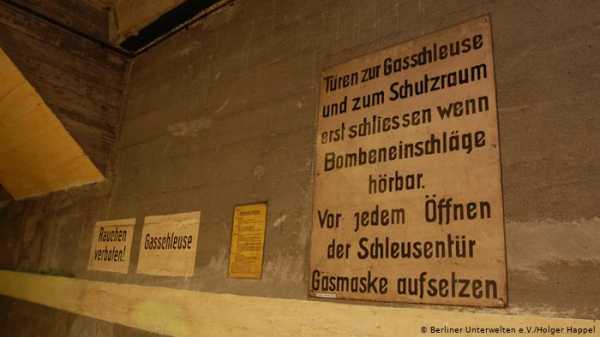 Türen zur Gasschleuse
und zum Schutzraum
erst schliessen wenn
Bombeneinschläge
hörbar.
Vor jedem Öffnen
der Schleusentür
Gasmaske aufsetzen
Rauchen
verboten!
Gasschleuse
© Berliner Unterwelten e.V./Holger Happel